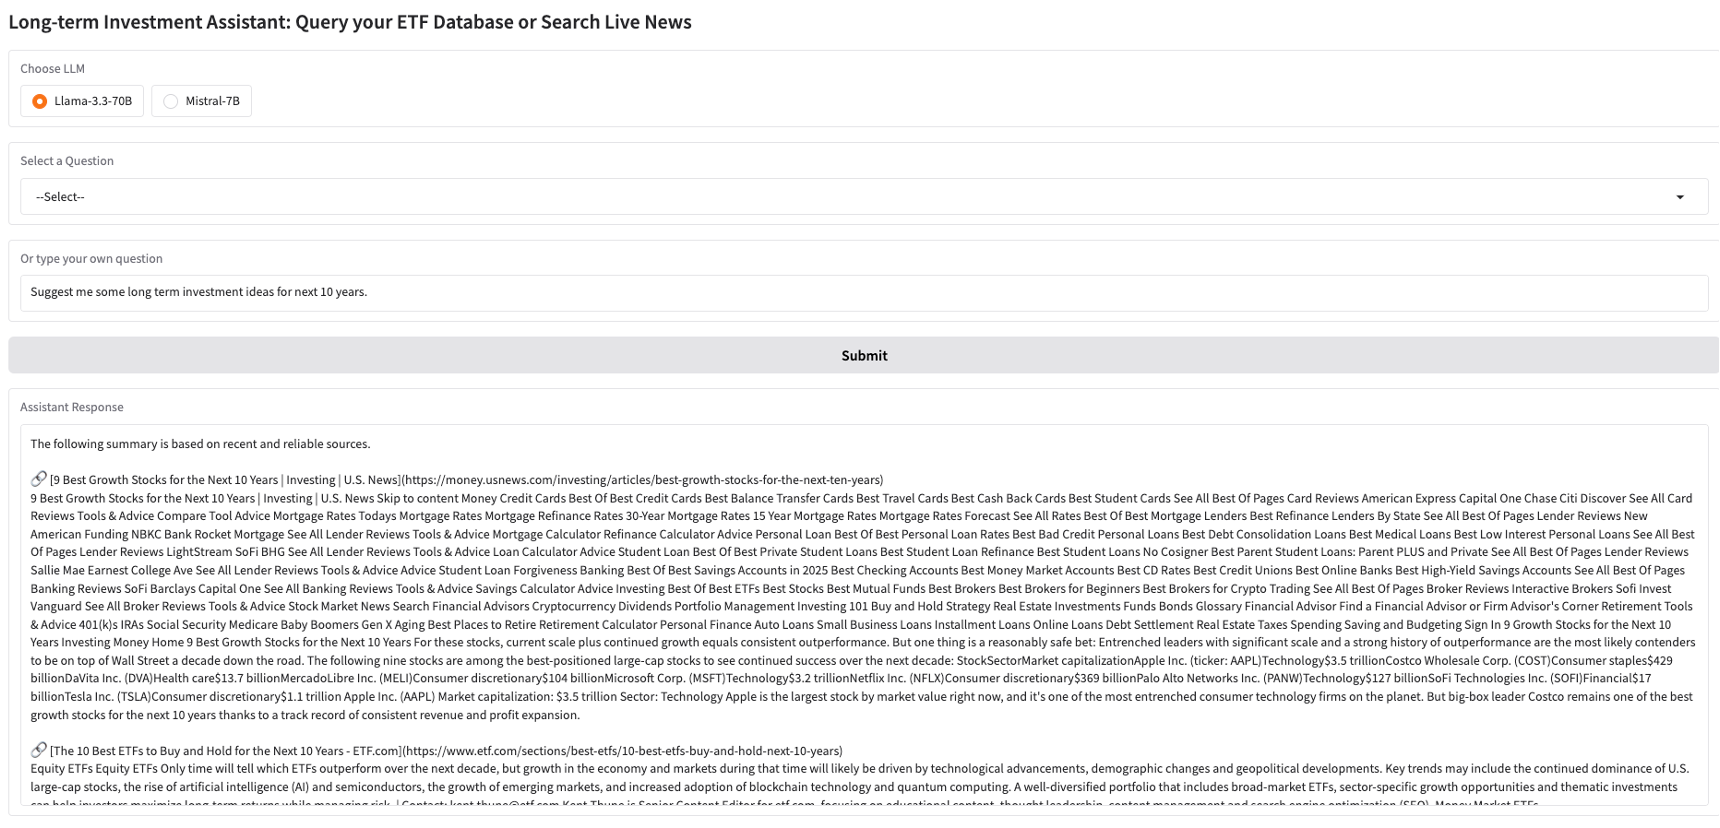 Long-term Investment Assistant: Query your ETF Database or Search Live News
Choose LLM
Llama-3.3-70B
Mistral-7B
Select a Question
--Select--
Or type your own question
Suggest me some long term investment ideas for next 10 years.
Submit
Assistant Response
The following summary is based on recent and reliable sources.
[9 Best Growth Stocks for the Next 10 Years | Investing | U.S. News](https://money.usnews.com/investing/articles/best-growth-stocks-for-the-next-ten-years)
9 Best Growth Stocks for the Next 10 Years | Investing | U.S. News Skip to content Money Credit Cards Best Of Best Credit Cards Best Balance Transfer Cards Best Travel Cards Best Cash Back Cards Best Student Cards See All Best Of Pages Card Reviews American Express Capital One Chase Citi Discover See All Card
Reviews Tools & Advice Compare Tool Advice Mortgage Rates Todays Mortgage Rates Mortgage Refinance Rates 30-Year Mortgage Rates 15 Year Mortgage Rates Mortgage Rates Forecast See All Rates Best Of Best Mortgage Lenders Best Refinance Lenders By State See All Best Of Pages Lender Reviews New
American Funding NBKC Bank Rocket Mortgage See All Lender Reviews Tools & Advice Mortgage Calculator Refinance Calculator Advice Personal Loan Best Of Best Personal Loan Rates Best Bad Credit Personal Loans Best Debt Consolidation Loans Best Medical Loans Best Low Interest Personal Loans See All Best
Of Pages Lender Reviews LightStream SoFi BHG See All Lender Reviews Tools & Advice Loan Calculator Advice Student Loan Best Of Best Private Student Loans Best Student Loan Refinance Best Student Loans No Cosigner Best Parent Student Loans: Parent PLUS and Private See All Best Of Pages Lender Reviews
Sallie Mae Earnest College Ave See All Lender Reviews Tools & Advice Advice Student Loan Forgiveness Banking Best Of Best Savings Accounts in 2025 Best Checking Accounts Best Money Market Accounts Best CD Rates Best Credit Unions Best Online Banks Best High-Yield Savings Accounts See All Best Of Pages
Banking Reviews SoFi Barclays Capital One See All Banking Reviews Tools & Advice Savings Calculator Advice Investing Best Of Best ETFs Best Stocks Best Mutual Funds Best Brokers Best Brokers for Beginners Best Brokers for Crypto Trading See All Best Of Pages Broker Reviews Interactive Brokers Sofi Invest
Vanguard See All Broker Reviews Tools & Advice Stock Market News Search Financial Advisors Cryptocurrency Dividends Portfolio Management Investing 101 Buy and Hold Strategy Real Estate Investments Funds Bonds Glossary Financial Advisor Find a Financial Advisor or Firm Advisor's Corner Retirement Tools
& Advice 401(k)s IRAs Social Security Medicare Baby Boomers Gen X Aging Best Places to Retire Retirement Calculator Personal Finance Auto Loans Small Business Loans Installment Loans Online Loans Debt Settlement Real Estate Taxes Spending Saving and Budgeting Sign In 9 Growth Stocks for the Next 10
Years Investing Money Home 9 Best Growth Stocks for the Next 10 Years For these stocks, current scale plus continued growth equals consistent outperformance. But one thing is a reasonably safe bet: Entrenched leaders with significant scale and a strong history of outperformance are the most likely contenders
to be on top of Wall Street a decade down the road. The following nine stocks are among the best-positioned large-cap stocks to see continued success over the next decade: StockSectorMarket capitalizationApple Inc. (ticker: AAPL)Technology$3.5 trillionCostco Wholesale Corp. (COST)Consumer staples$429
billionDaVita Inc. (DVA)Health care$13.7 billionMercadoLibre Inc. (MELI)Consumer discretionary$104 billionMicrosoft Corp. (MSFT)Technology$3.2 trillionNetflix Inc. (NFLX)Consumer discretionary$369 billionPalo Alto Networks Inc. (PANW)Technology$127 billionSoFi Technologies Inc. (SOFI)Financial$17
billionTesla Inc. (TSLA)Consumer discretionary$1.1 trillion Apple Inc. (AAPL) Market capitalization: $3.5 trillion Sector: Technology Apple is the largest stock by market value right now, and it's one of the most entrenched consumer technology firms on the planet. But big-box leader Costco remains one of the best
growth stocks for the next 10 years thanks to a track record of consistent revenue and profit expansion.
[The 10 Best ETFs to Buy and Hold for the Next 10 Years - ETF.com](https://www.etf.com/sections/best-etfs/10-best-etfs-buy-and-hold-next-10-years)
Equity ETFs Equity ETFs Only time will tell which ETFs outperform over the next decade, but growth in the economy and markets during that time will likely be driven by technological advancements, demographic changes and geopolitical developments. Key trends may include the continued dominance of U.S.
large-cap stocks, the rise of artificial intelligence (AI) and semiconductors, the growth of emerging markets, and increased adoption of blockchain technology and quantum computing. A well-diversified portfolio that includes broad-market ETFs, sector-specific growth opportunities and thematic investments
can help investors maximize long-term returns while managing risk. | Contact: kent.thune@etf.com Kent Thune is Senior Content Editor for etf.com, focusing on educational content, thought leadership, content management and search engine optimization (SEO). Money Market ETFs